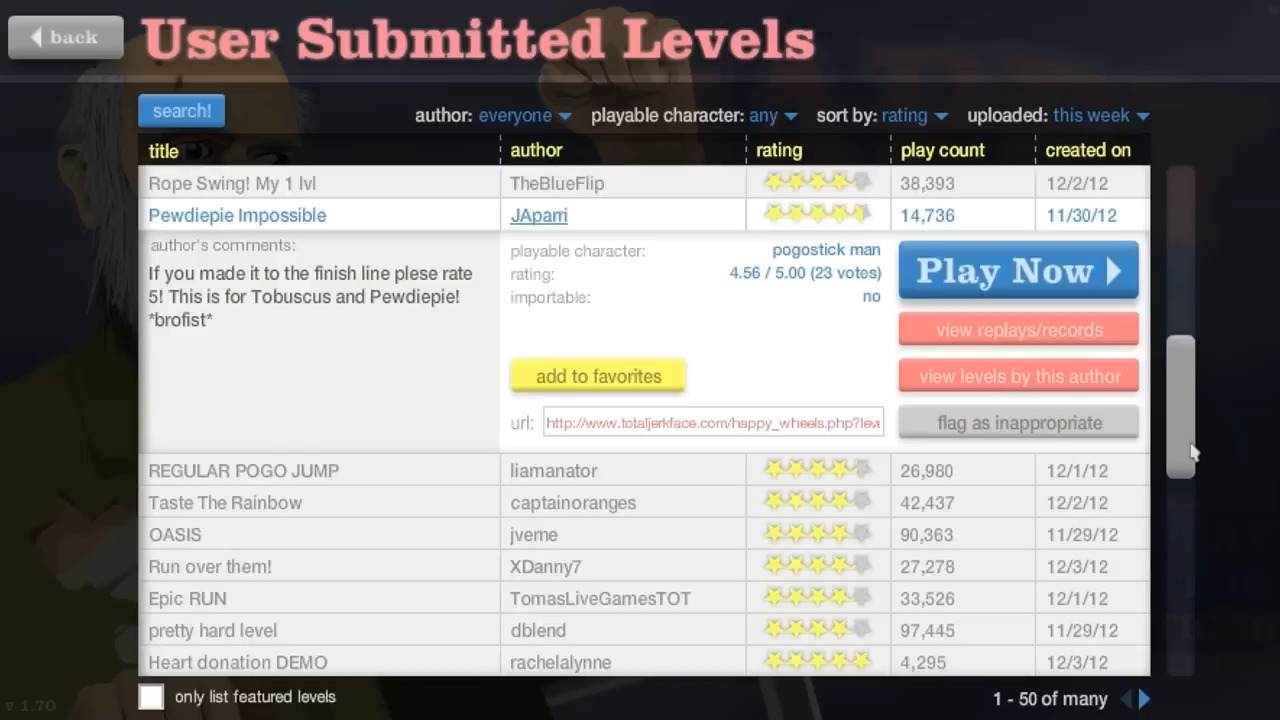 back
User Submitted Levels
search!
author: everyone
playable character: any
sort by: rating
uploaded: this week
title author rating play count created on
Rope Swing! My 1 lvl TheBlueFlip 38,393 12/2/12
Pewdiepie Impossible JAparri 14,736 11/30/12
author's comments:
If you made it to the finish line plese rate
5! This is for Tobuscus and Pewdiepie!
*brofist*
playable character: pogostick man
rating: 4.56 / 5.00 (23 votes)
importable: no
add to favorites
url: http://www.totaljerkface.com/happy_wheels.php?leve
Play Now
view replays/records
view levels by this author
flag as inappropriate
REGULAR POGO JUMP liamanator 26,980 12/1/12
Taste The Rainbow captainoranges 42,437 12/2/12
OASIS jverne 90,363 11/29/12
Run over them! XDanny7 27,278 12/3/12
Epic RUN TomasLiveGamesTOT 33,526 12/1/12
pretty hard level dblend 97,445 11/29/12
Heart donation DEMO rachelalynne 4,295 12/3/12
only list featured levels
1 - 50 of many
v 1.70